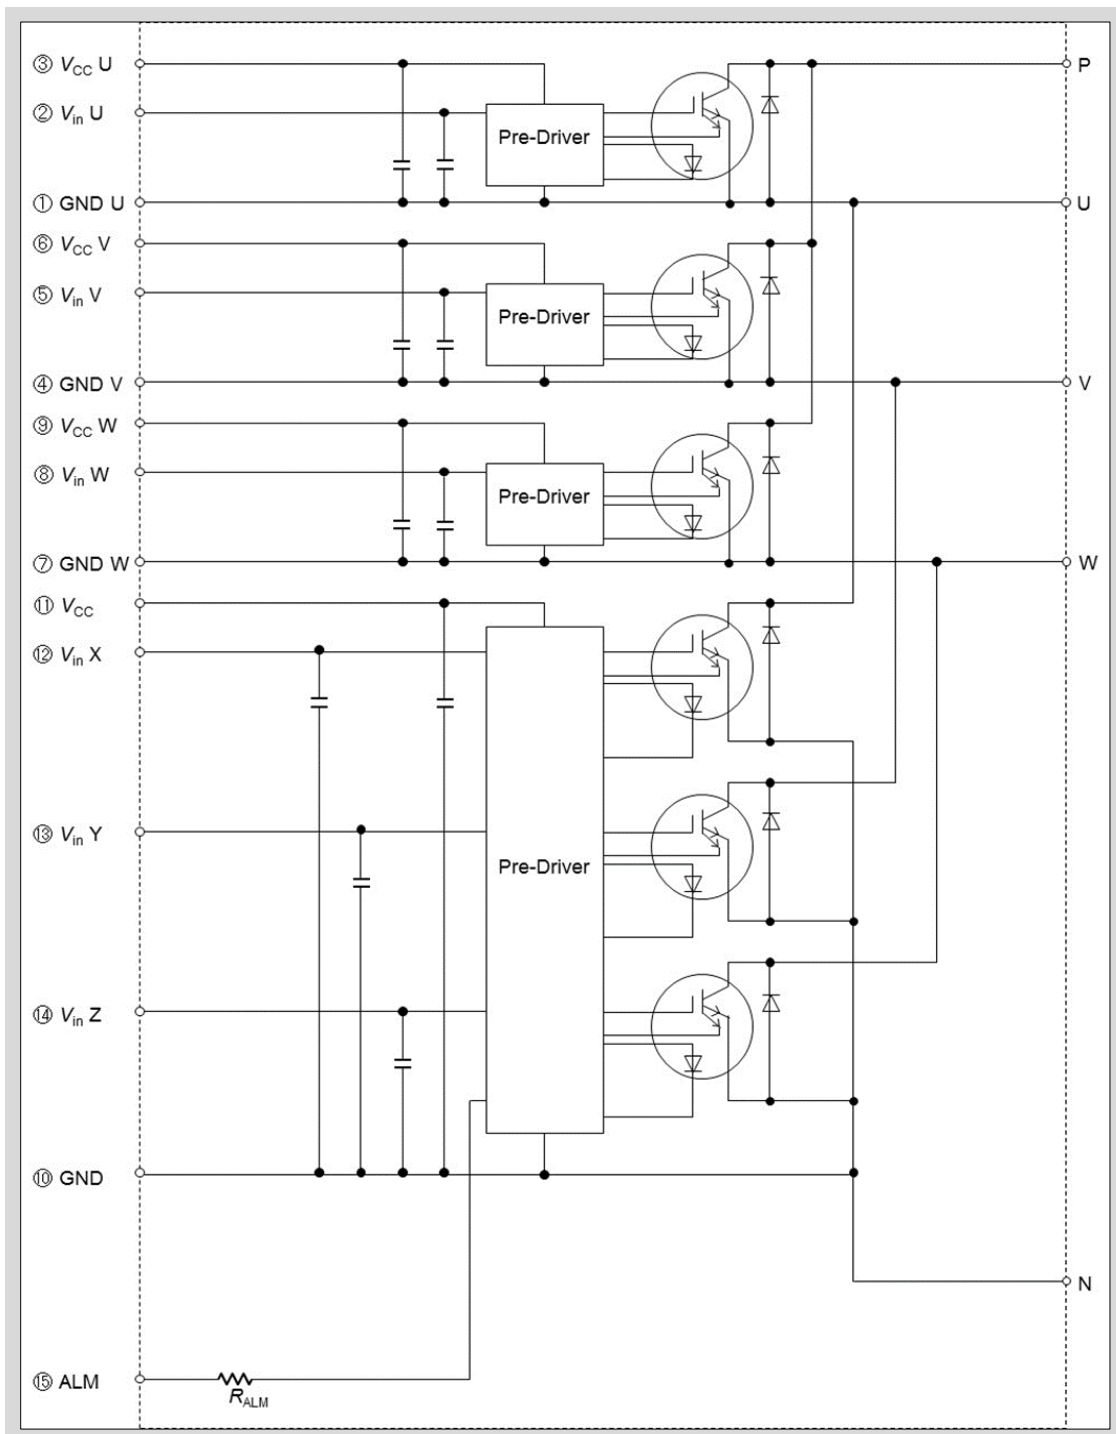 ③ VCC U
P
② Vin U
Pre-Driver
① GND U
U
⑥ VCC V
⑤ Vin V
Pre-Driver
④ GND V
V
⑨ VCC W
⑧ Vin W
Pre-Driver
⑦ GND W
W
⑪ VCC
⑫ Vin X
⑬ Vin Y
Pre-Driver
⑭ Vin Z
⑩ GND
N
⑮ ALM
RALM